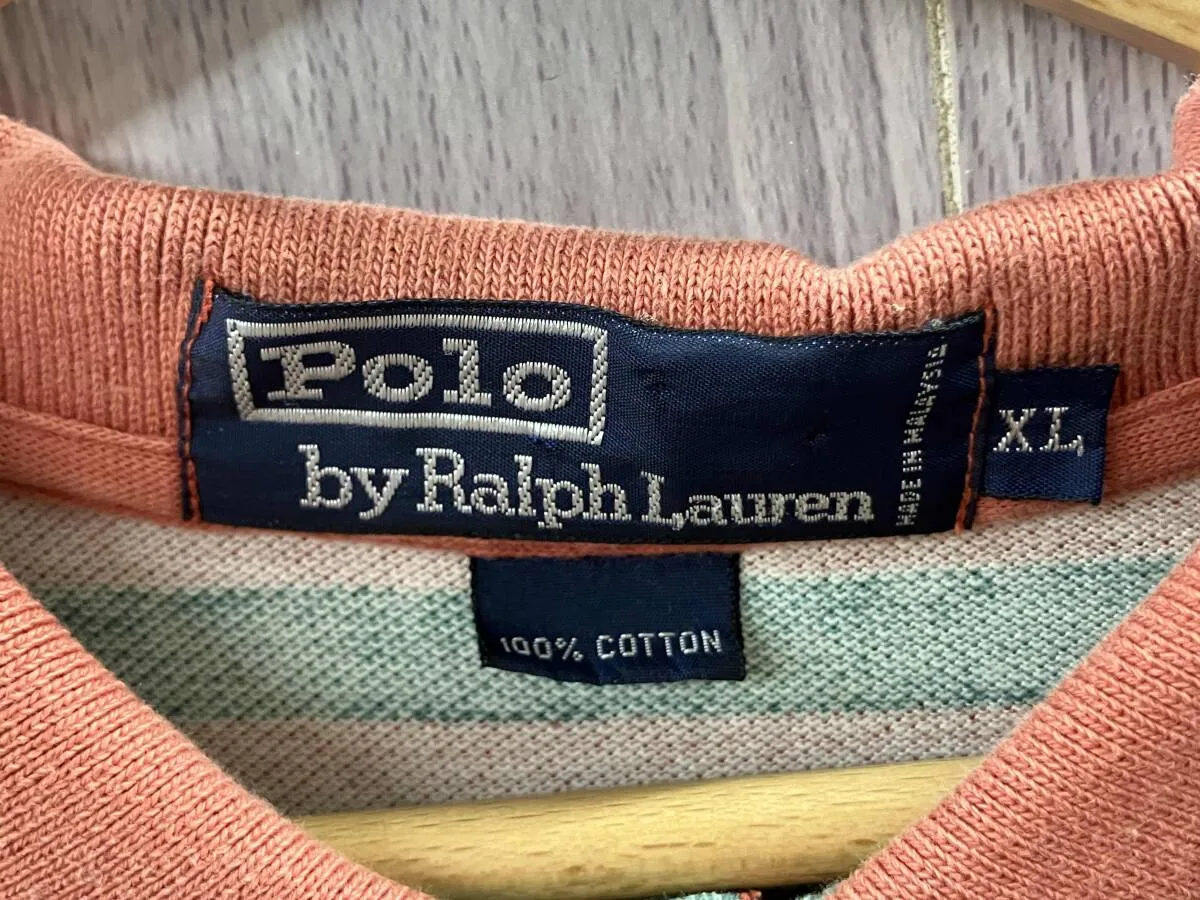 Polo
by Ralph Lauren
MADE IN MALAYSIA
XL
100% COTTON